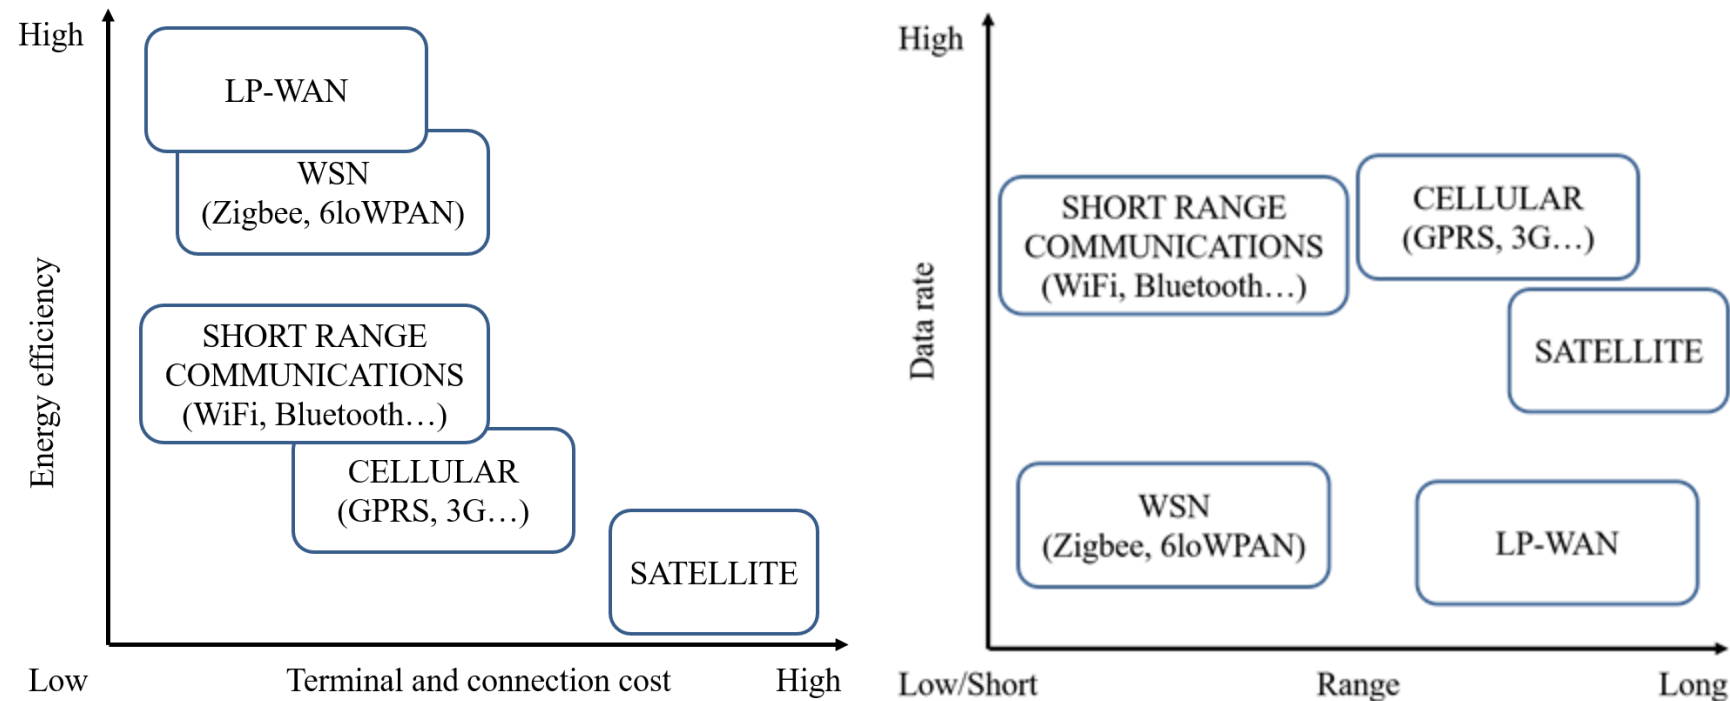 High
LP-WAN
WSN
(Zigbee, 6loWPAN)
Energy efficiency
SHORT RANGE
COMMUNICATIONS
(WiFi, Bluetooth…)
CELLULAR
(GPRS, 3G…)
SATELLITE
Low
Terminal and connection cost
High
High
SHORT RANGE
COMMUNICATIONS
(WiFi, Bluetooth…)
CELLULAR
(GPRS, 3G…)
Data rate
SATELLITE
WSN
(Zigbee, 6loWPAN)
LP-WAN
Low/Short
Range
Long